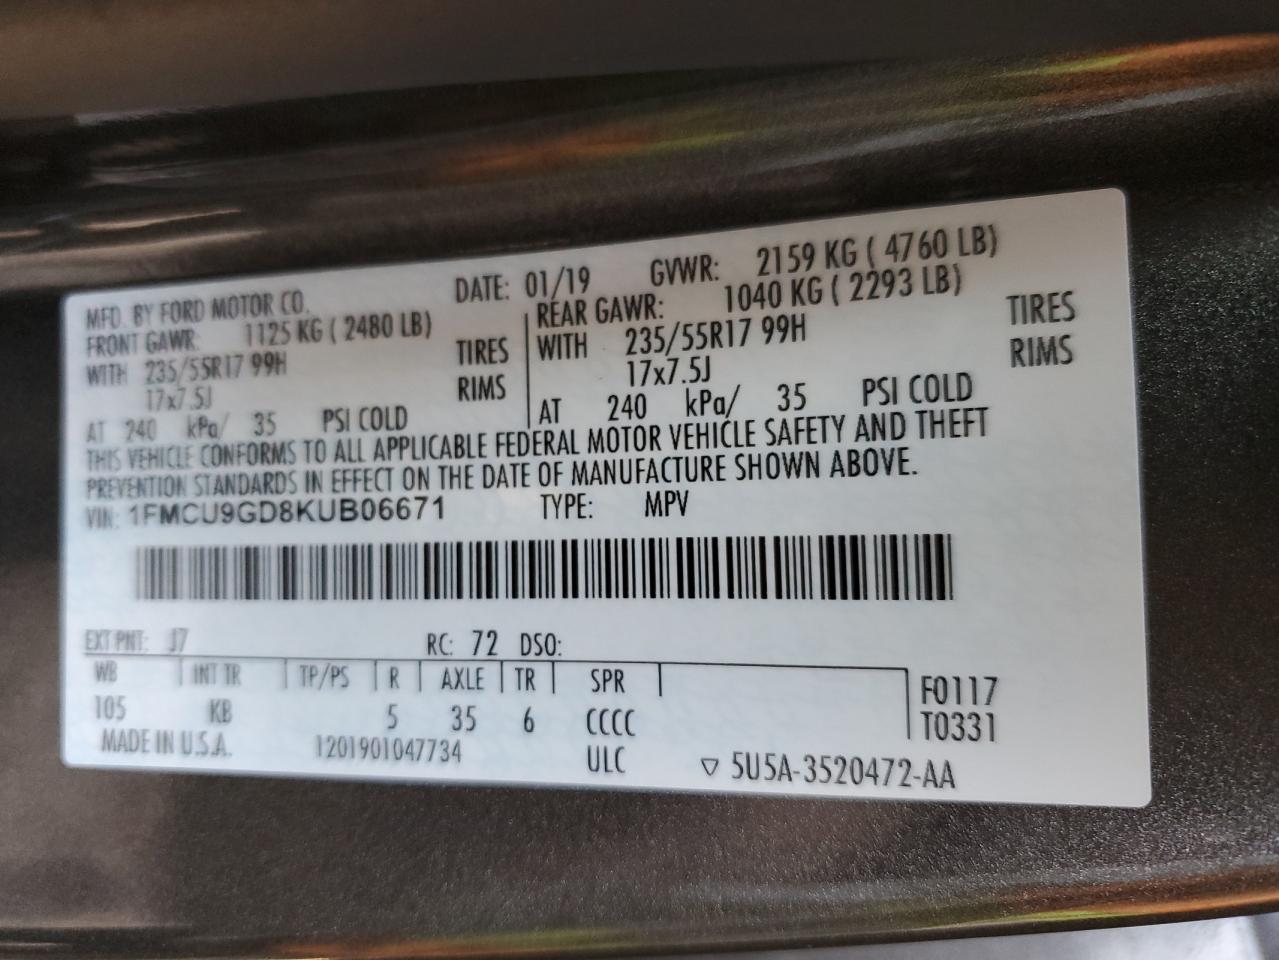 MFD. BY FORD MOTOR CO. DATE: 01/19 GVWR: 2159 KG ( 4760 LB)
FRONT GAWR: 1125 KG ( 2480 LB) REAR GAWR: 1040 KG ( 2293 LB)
WITH 235/55R17 99H TIRES WITH 235/55R17 99H TIRES
17x7.5J RIMS 17x7.5J RIMS
AT 240 kPa/ 35 PSI COLD AT 240 kPa/ 35 PSI COLD
THIS VEHICLE CONFORMS TO ALL APPLICABLE FEDERAL MOTOR VEHICLE SAFETY AND THEFT
PREVENTION STANDARDS IN EFFECT ON THE DATE OF MANUFACTURE SHOWN ABOVE.
VIN: 1FMCU9GD8KUB06671 TYPE: MPV
EXT PNT: J7 RC: 72 DSO:
WB INT TR TP/PS R AXLE TR SPR F0117
105 KB 5 35 6 CCCC T0331
MADE IN U.S.A. 1201901047734 ULC ▽ 5U5A-3520472-AA